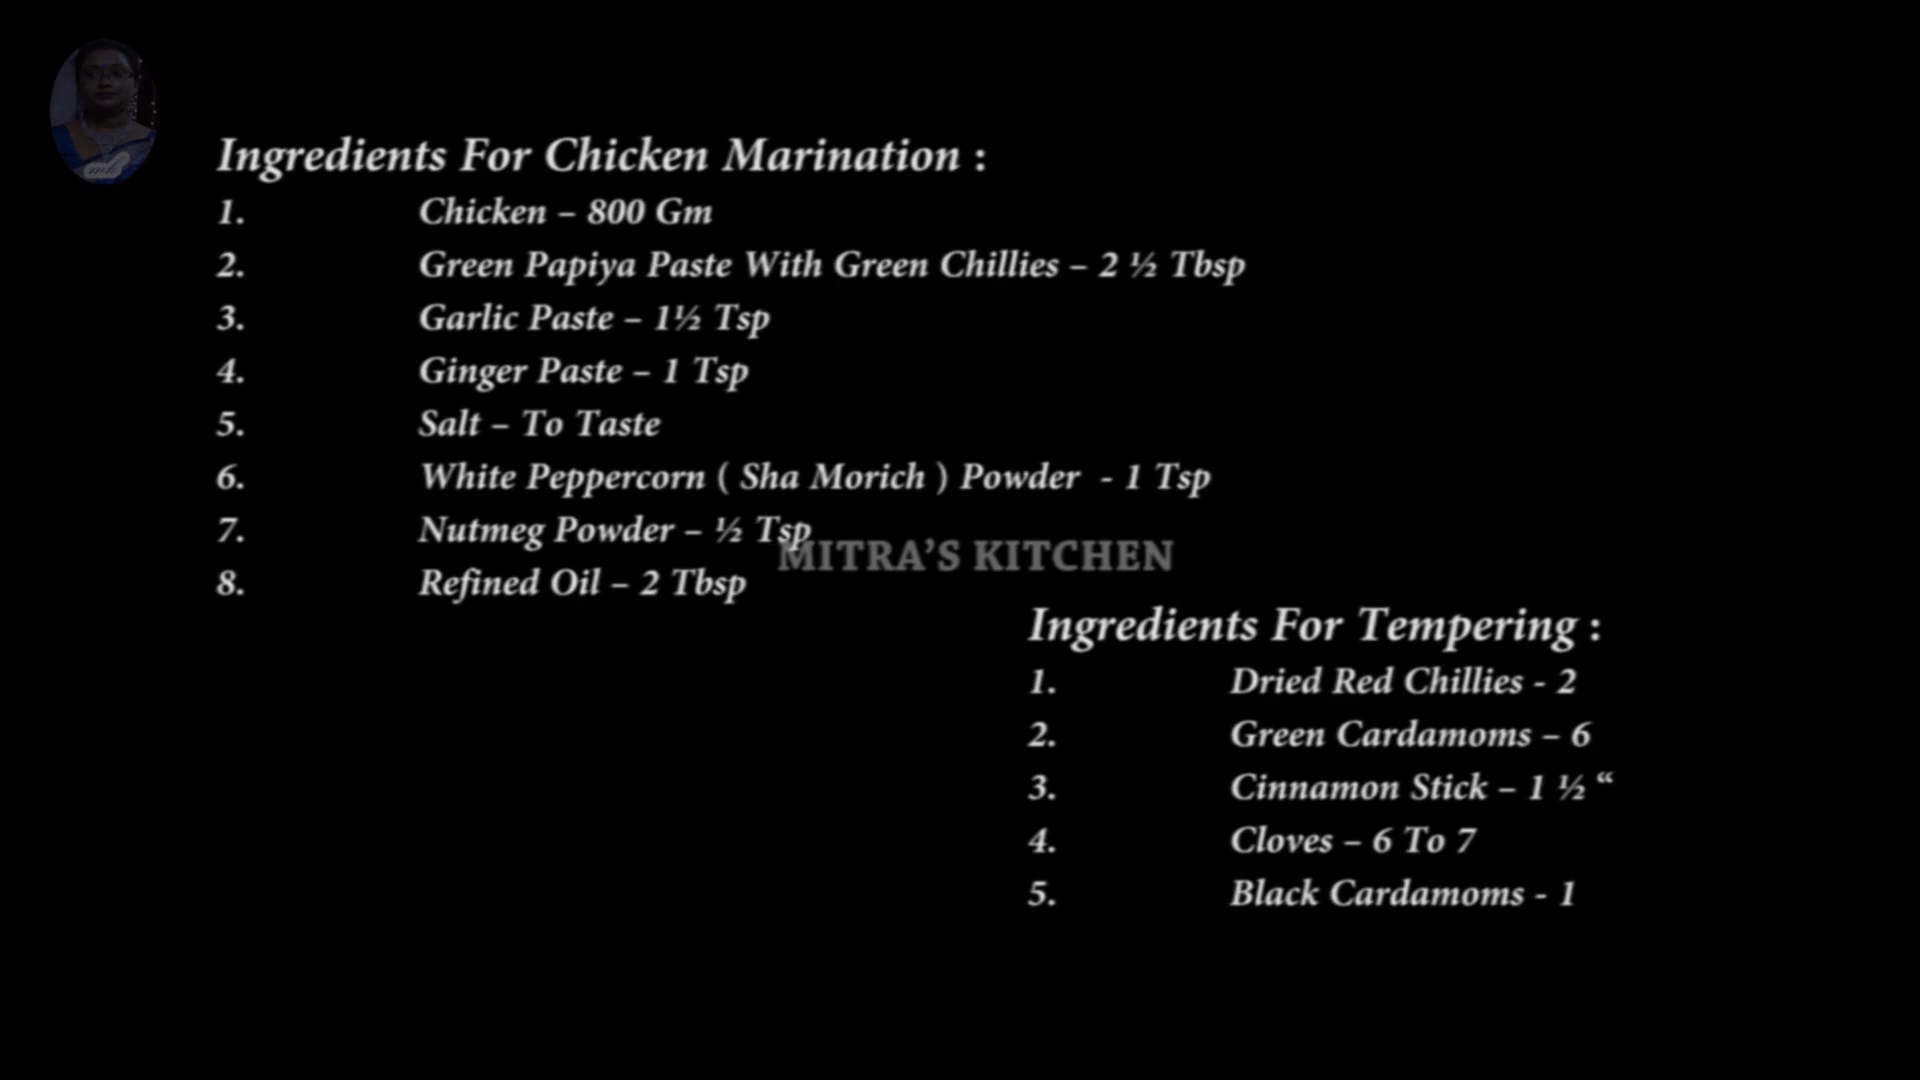 Ingredients For Chicken Marination :
1. Chicken – 800 Gm
2. Green Papiya Paste With Green Chillies – 2 ½ Tbsp
3. Garlic Paste – 1½ Tsp
4. Ginger Paste – 1 Tsp
5. Salt – To Taste
6. White Peppercorn ( Sha Morich ) Powder - 1 Tsp
7. Nutmeg Powder – ½ Tsp
MITRA’S KITCHEN
8. Refined Oil – 2 Tbsp
Ingredients For Tempering :
1. Dried Red Chillies - 2
2. Green Cardamoms – 6
3. Cinnamon Stick – 1 ½ “
4. Cloves – 6 To 7
5. Black Cardamoms - 1